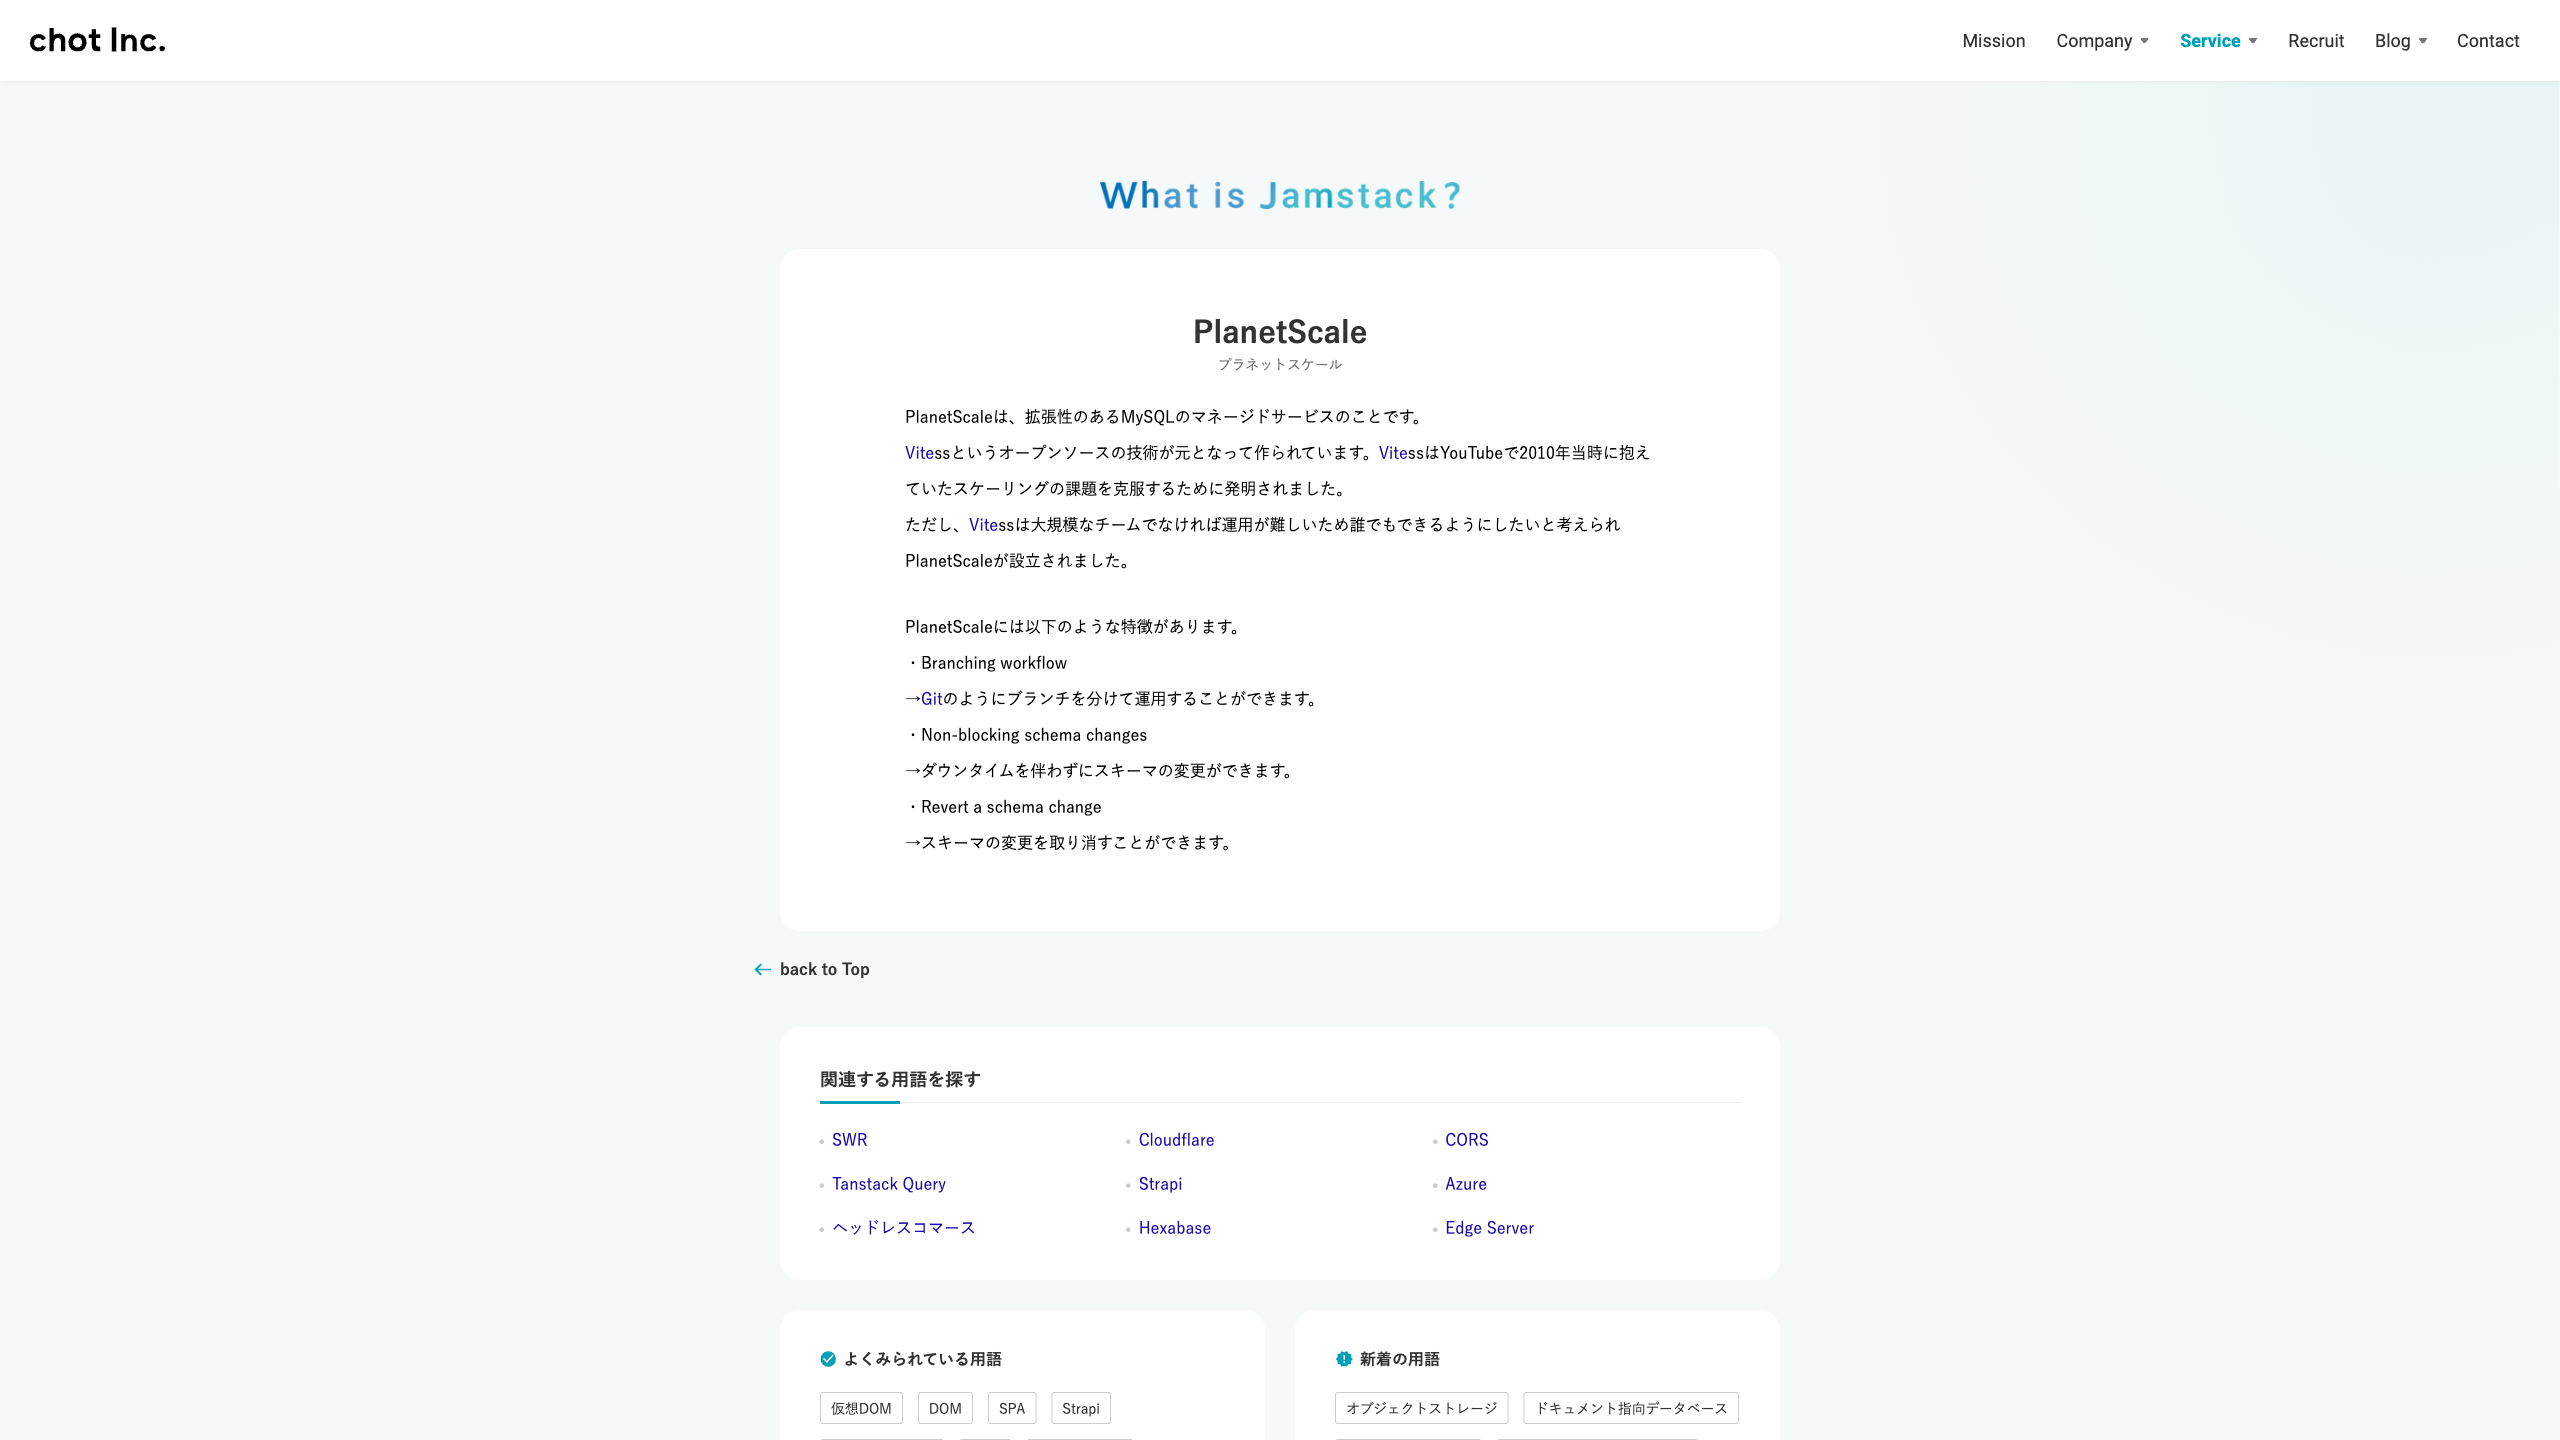 chot Inc.
Mission Company Service Recruit Blog Contact
What is Jamstack?
PlanetScale
プラネットスケール
PlanetScaleは、拡張性のあるMySQLのマネージドサービスのことです。
Vitessというオープンソースの技術が元となって作られています。VitessはYouTubeで2010年当時に抱え
ていたスケーリングの課題を克服するために発明されました。
ただし、Vitessは大規模なチームでなければ運用が難しいため誰でもできるようにしたいと考えられ
PlanetScaleが設立されました。
PlanetScaleには以下のような特徴があります。
・Branching workflow
→Gitのようにブランチを分けて運用することができます。
・Non-blocking schema changes
→ダウンタイムを伴わずにスキーマの変更ができます。
・Revert a schema change
→スキーマの変更を取り消すことができます。
← back to Top
関連する用語を探す
SWR Cloudflare CORS
Tanstack Query Strapi Azure
ヘッドレスコマース Hexabase Edge Server
よくみられている用語
仮想DOM DOM SPA Strapi
新着の用語
オブジェクトストレージ ドキュメント指向データベース